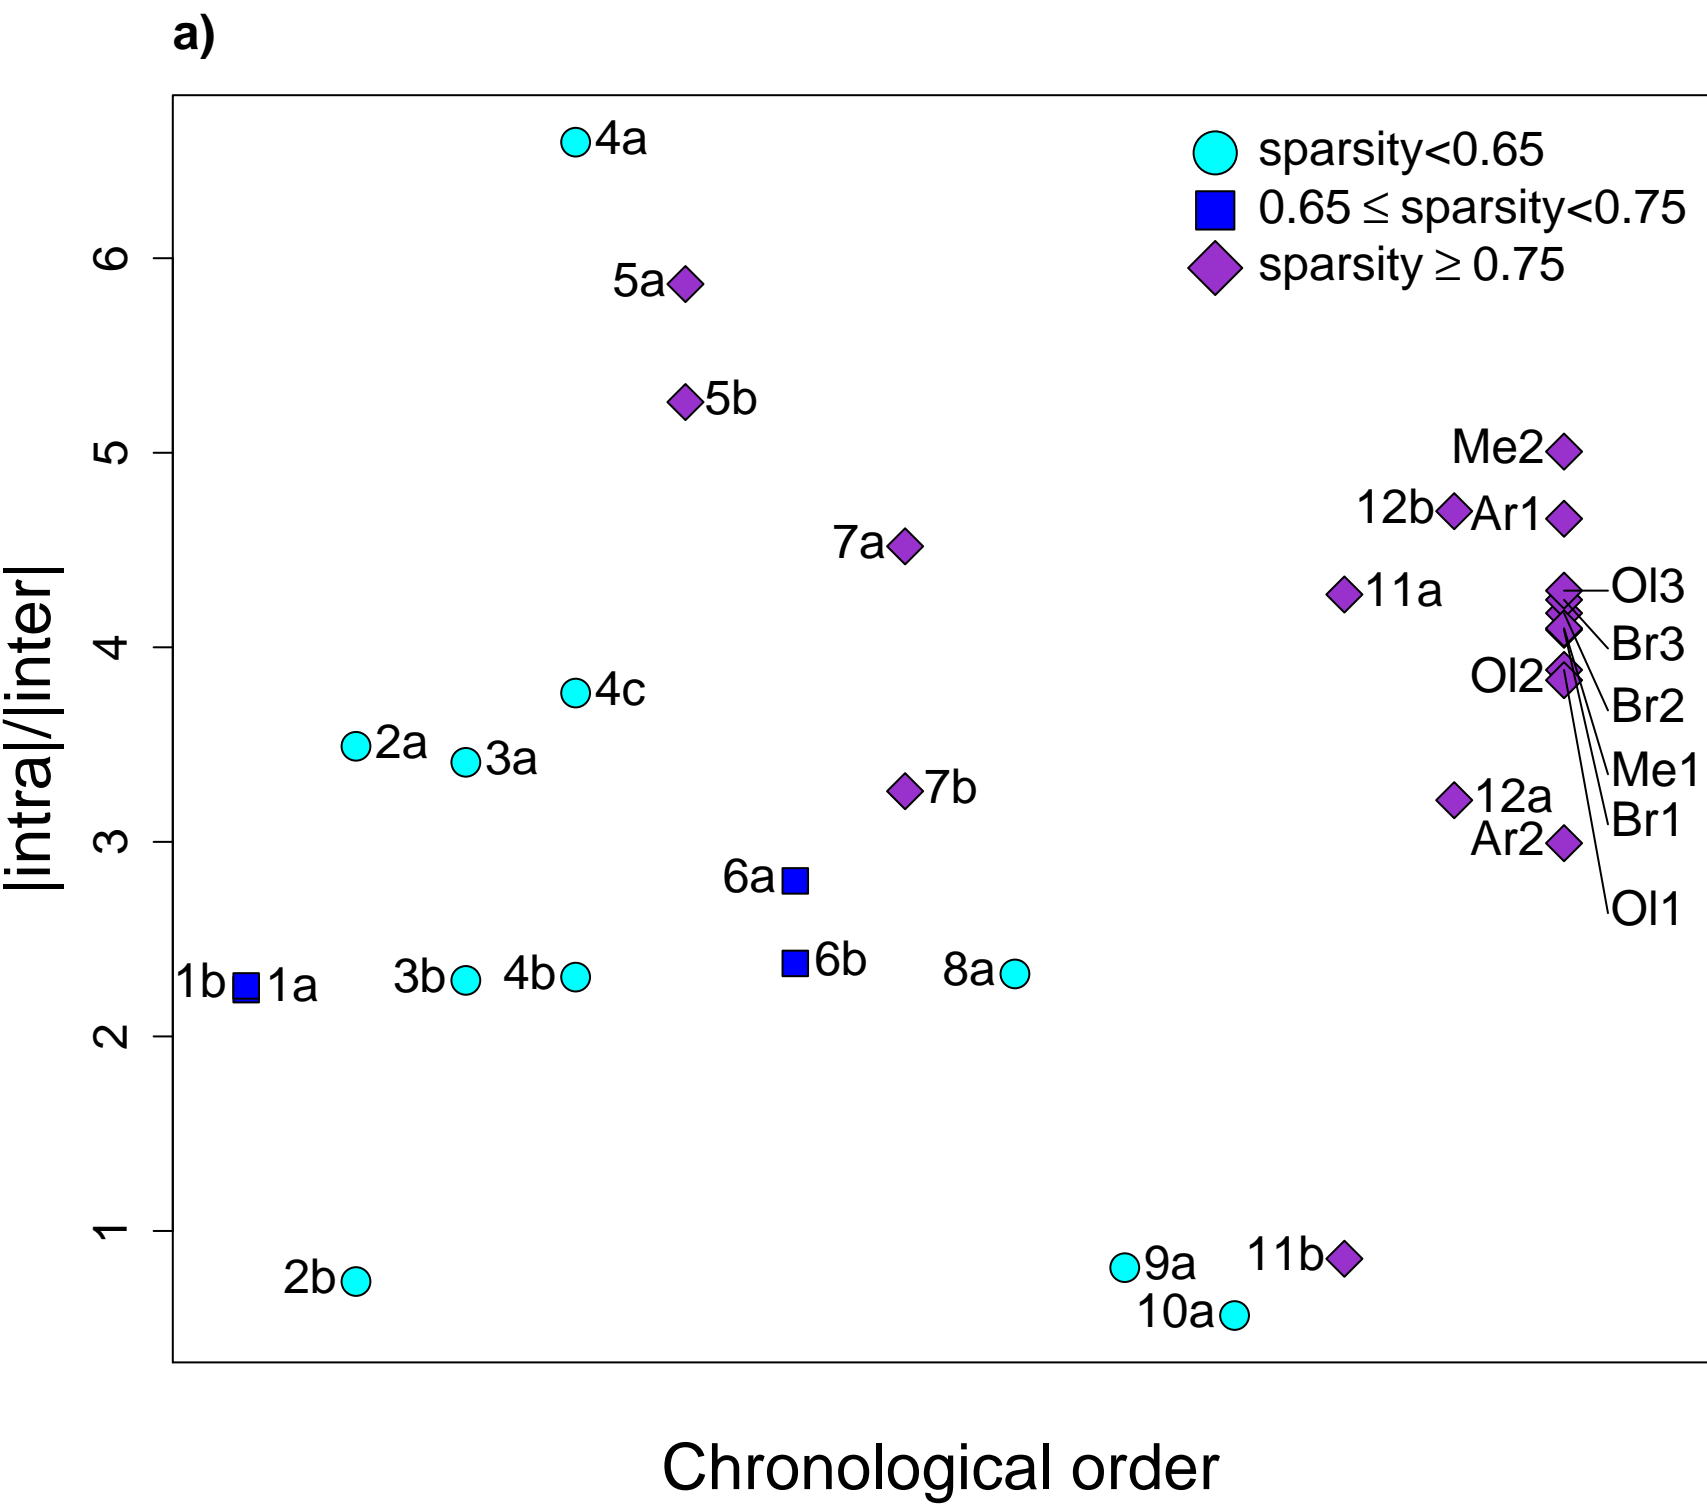 a)
4a
sparsity<0.65
0.65 ≤ sparsity<0.75
sparsity ≥ 0.75
6
5a
5b
5
Me2
12b
Ar1
7a
11a
Ol3
4
Br3
Ol2
4c
Br2
2a
3a
Me1
7b
12a
Br1
3
Ar2
6a
Ol1
6b
1b
1a
3b
4b
8a
2
1
2b
9a
11b
10a
|intra|/|inter|
Chronological order